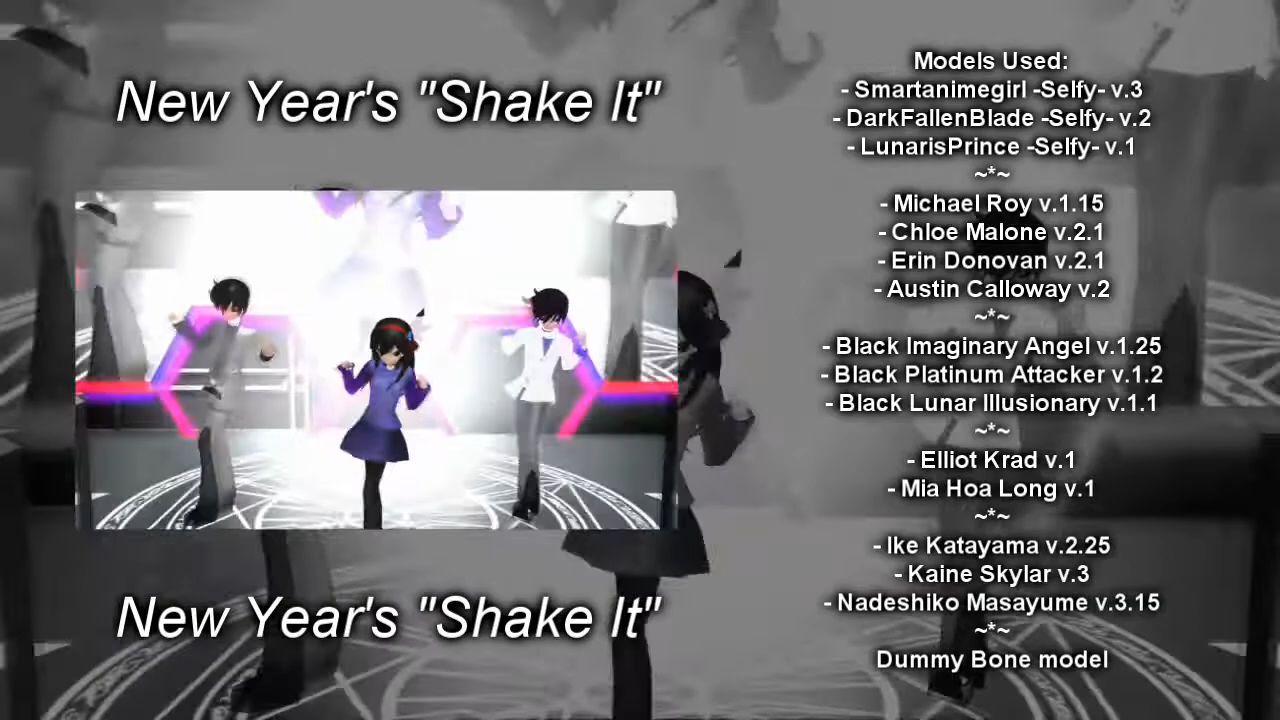 New Year's "Shake It"
New Year's "Shake It"
Models Used:
- Smartanimegirl -Selfy- v.3
- DarkFallenBlade -Selfy- v.2
- LunarisPrince -Selfy- v.1
~*~
- Michael Roy v.1.15
- Chloe Malone v.2.1
- Erin Donovan v.2.1
- Austin Calloway v.2
~*~
- Black Imaginary Angel v.1.25
- Black Platinum Attacker v.1.2
- Black Lunar Illusionary v.1.1
~*~
- Elliot Krad v.1
- Mia Hoa Long v.1
~*~
- Ike Katayama v.2.25
- Kaine Skylar v.3
- Nadeshiko Masayume v.3.15
~*~
Dummy Bone model